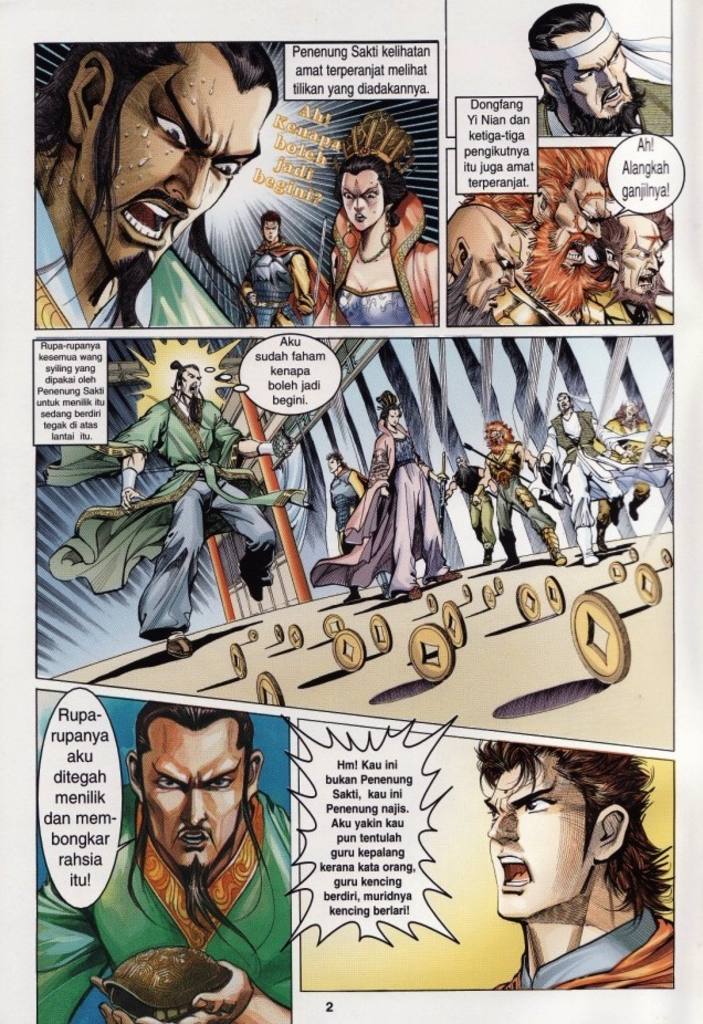 Penenung Sakti kelihatan
amat terperanjat melihat
tilikan yang diadakannya.
Ah!
Kenapa
boleh
jadi
begini?
Dongfang
Yi Nian dan
ketiga-tiga
pengikutnya
itu juga amat
terperanjat.
Ah!
Alangkah
ganjilnya!
Rupa-rupanya
kesemua wang
syiling yang
dipakai oleh
Penenung Sakti
untuk menilik itu
sedang berdiri
tegak di atas
lantai itu.
Aku
sudah faham
kenapa
boleh jadi
begini.
Rupa-
rupanya
aku
ditegah
menilik
dan mem-
bongkar
rahsia
itu!
Hm! Kau ini
bukan Penenung
Sakti, kau ini
Penenung najis.
Aku yakin kau
pun tentulah
guru kepalang
kerana kata orang,
guru kencing
berdiri, muridnya
kencing berlari!
2